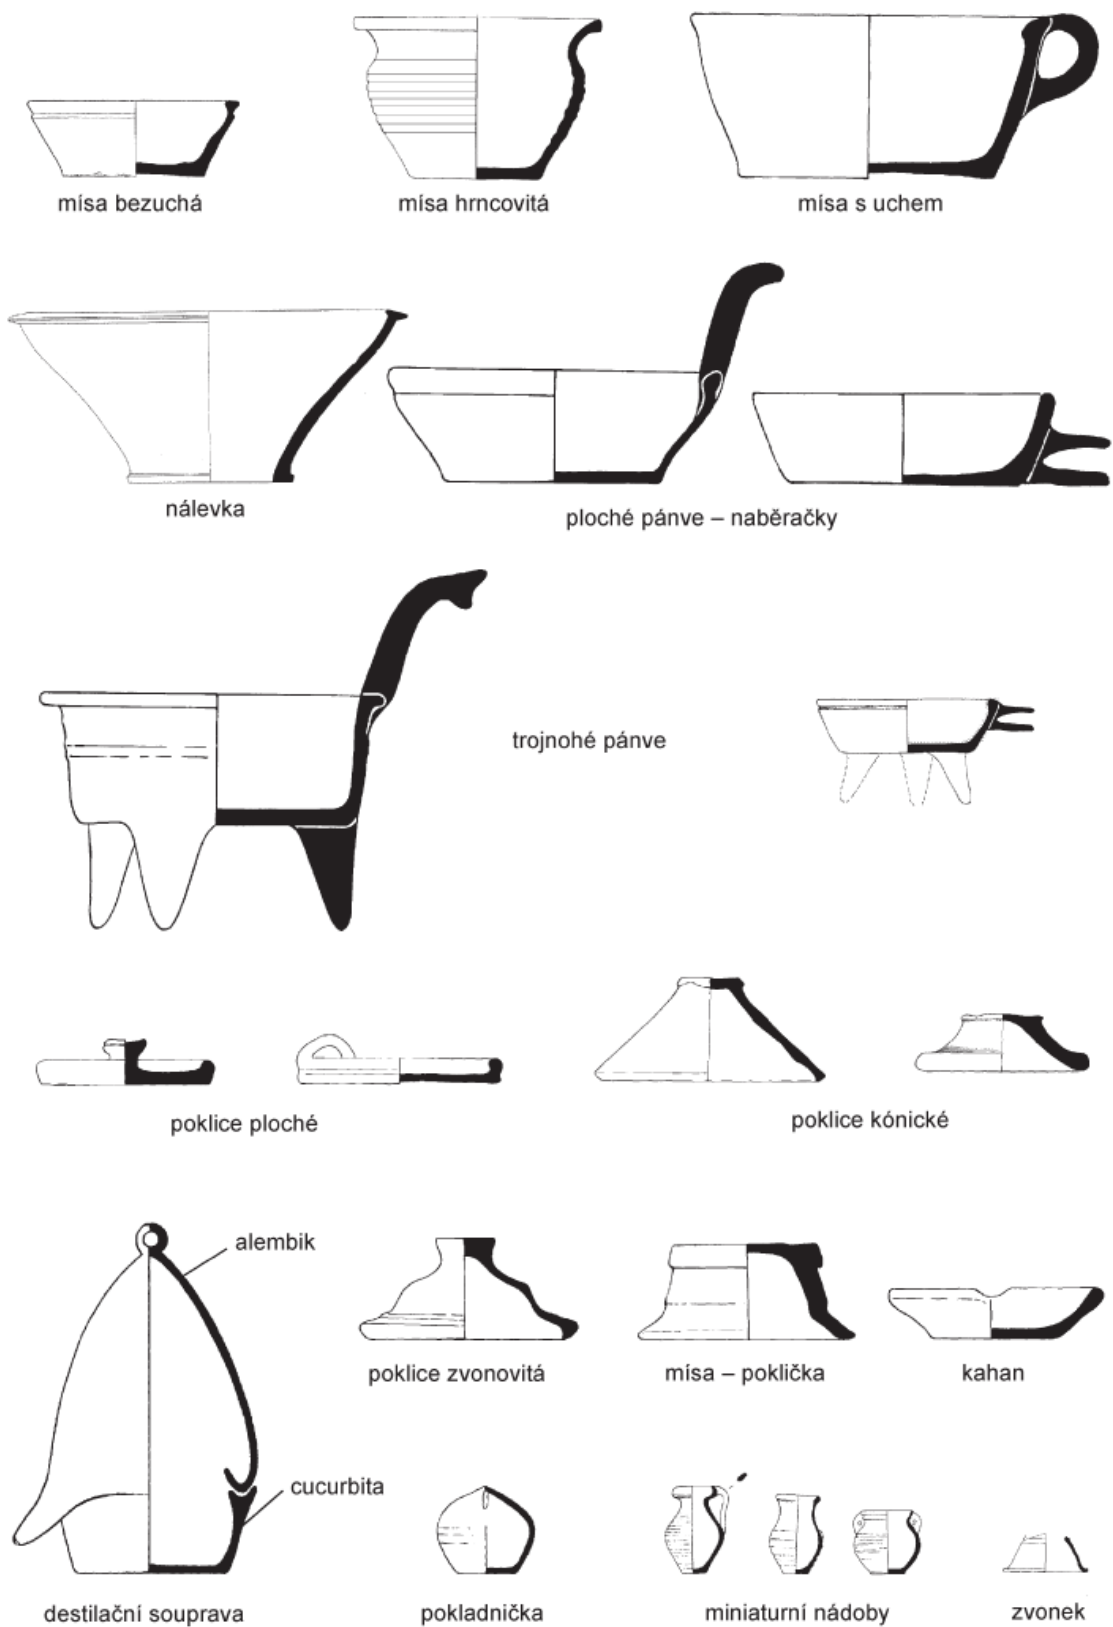 mísa bezuchá
mísa hrncovitá
mísa s uchem
nálevka
ploché pánve – naběračky
trojnohé pánve
poklice ploché
poklice kónické
alembik
poklice zvonovitá
mísa – poklička
kahan
cucurbita
destilační souprava
pokladnička
miniaturní nádoby
zvonek